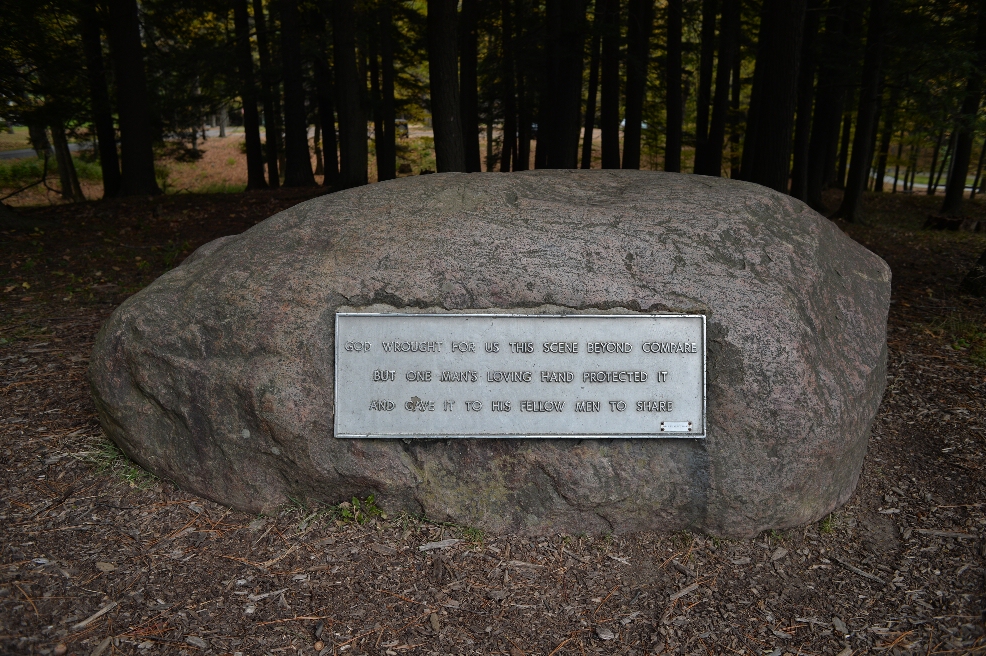 GOD WROUGHT FOR US THIS SCENE BEYOND COMPARE
BUT ONE MAN'S LOVING HAND PROTECTED IT
AND GAVE IT TO HIS FELLOW MEN TO SHARE